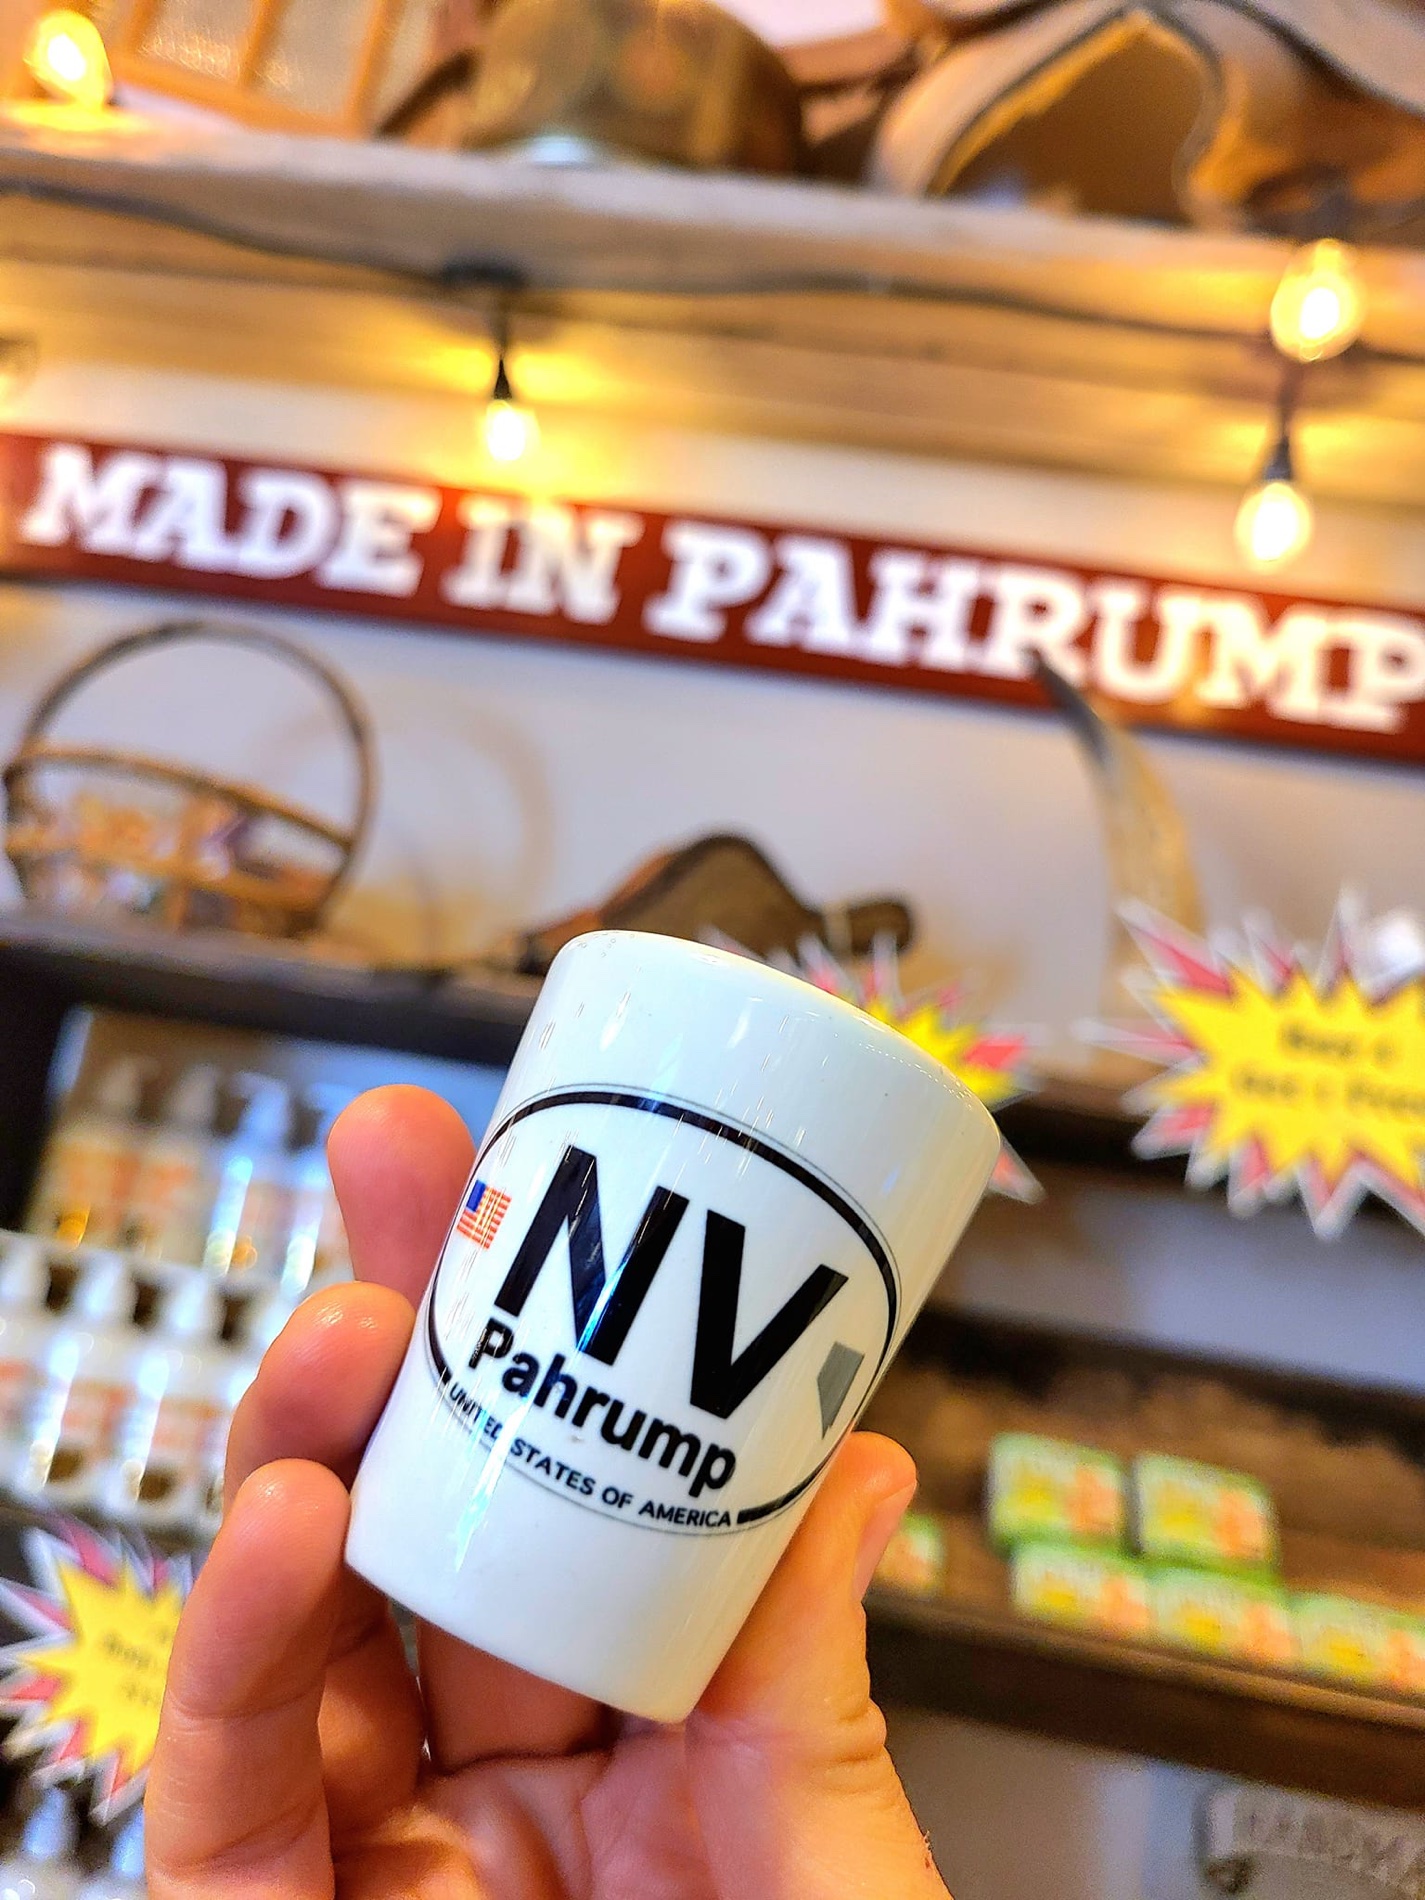 MADE IN PAHRUMP
NV
Pahrump
UNITED STATES OF AMERICA